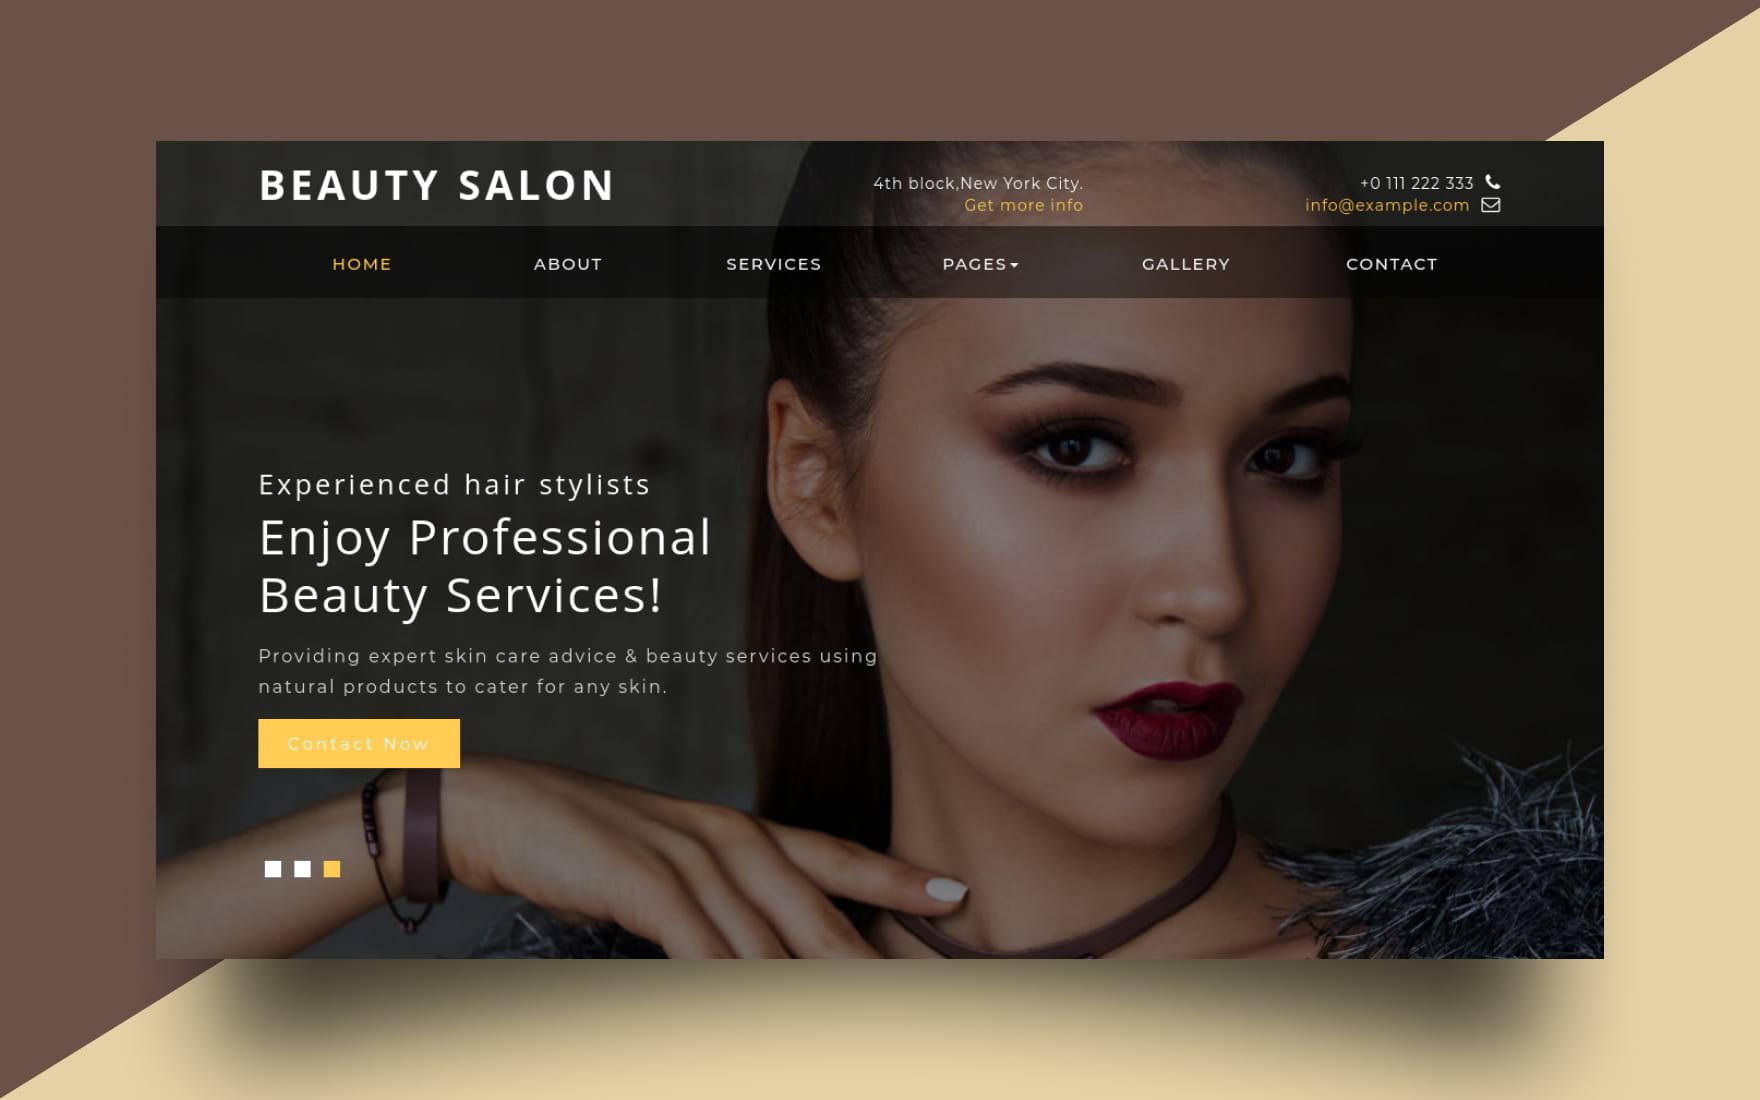 BEAUTY SALON
4th block,New York City.
Get more info
+0 111 222 333
info@example.com
HOME
ABOUT
SERVICES
PAGES
GALLERY
CONTACT
Experienced hair stylists
Enjoy Professional
Beauty Services!
Providing expert skin care advice & beauty services using
natural products to cater for any skin.
Contact Now